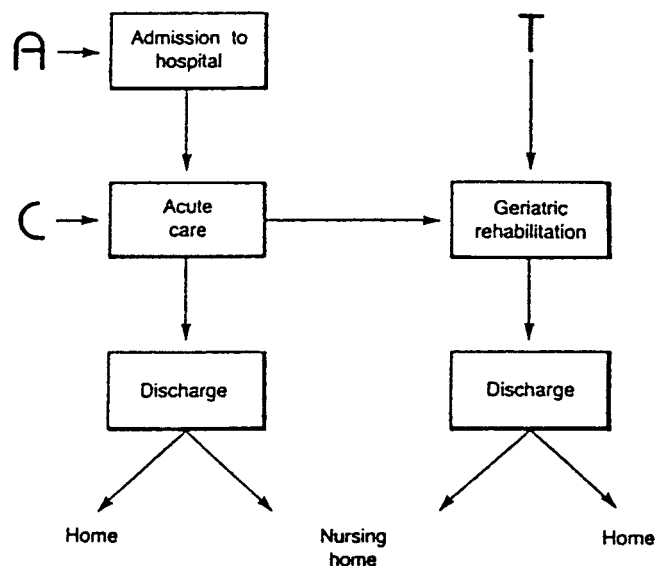 A
Admission to
hospital
T
C
Acute
care
Geriatric
rehabilitation
Discharge
Discharge
Home
Nursing
home
Home